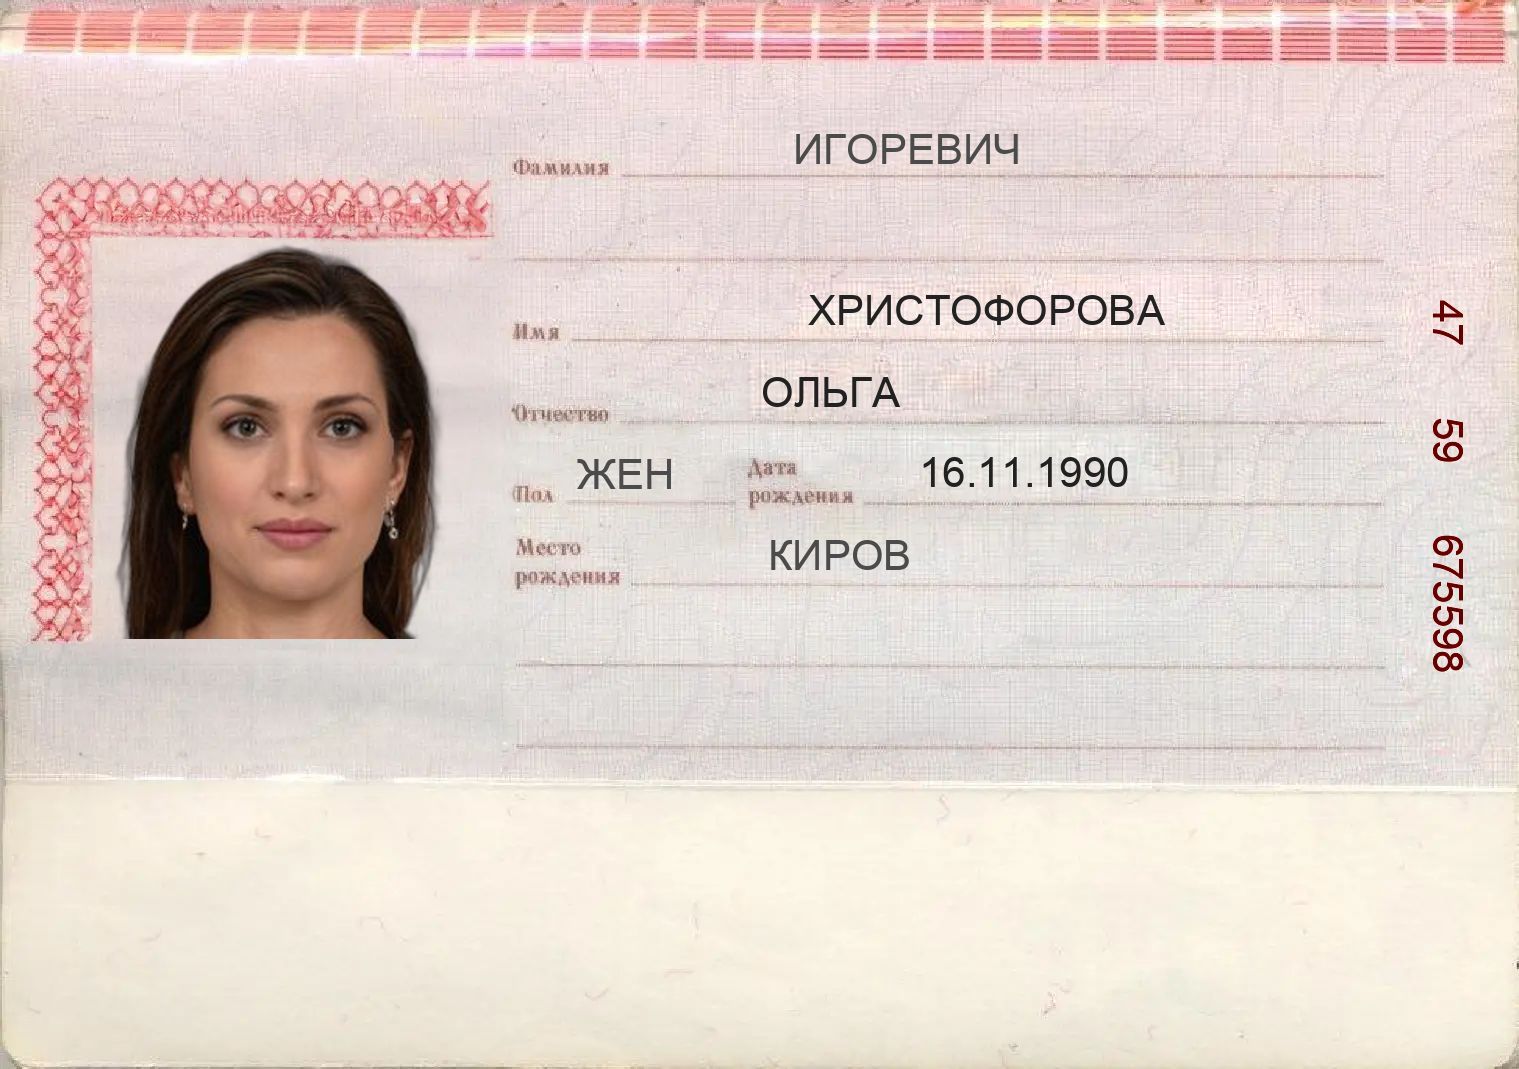 Фамилия ИГОРЕВИЧ
Имя ХРИСТОФОРОВА
Отчество ОЛЬГА
Пол ЖЕН Дата рождения 16.11.1990
Место рождения КИРОВ
47 59 675598